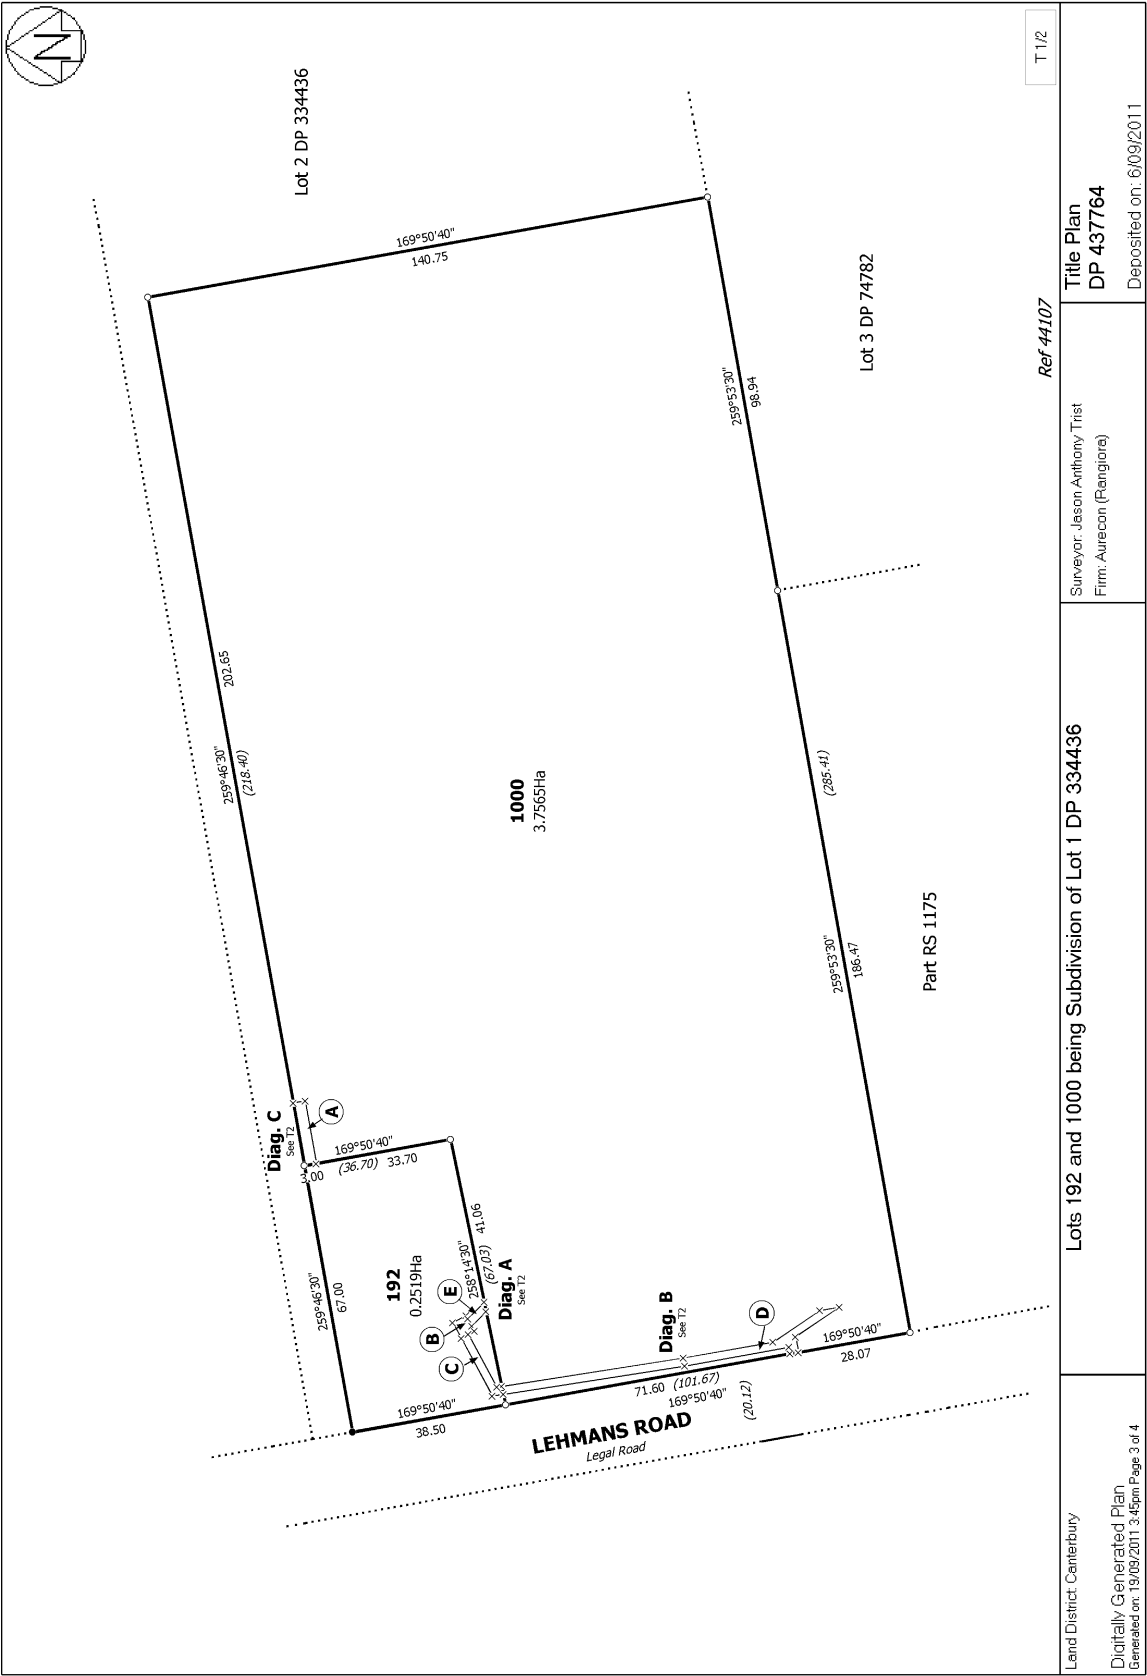 N
T 1/2
Lot 2 DP 334436
169°50'40"
140.75
259°46'30"
202.65
(218.40)
Diag. C
See T2
A
3.00
169°50'40"
(36.70)
33.70
259°46'30"
67.00
192
0.2519Ha
258°14'30"
41.06
(67.03)
Diag. A
See T2
E
B
C
169°50'40"
38.50
1000
3.7565Ha
259°53'30"
98.94
Lot 3 DP 74782
(285.41)
259°53'30"
186.47
Part RS 1175
Diag. B
See T2
D
71.60
(101.67)
169°50'40"
(20.12)
169°50'40"
28.07
LEHMANS ROAD
Legal Road
Ref 44107
Land District: Canterbury
Digitally Generated Plan
Generated on: 19/09/2011 3:45pm Page 3 of 4
Lots 192 and 1000 being Subdivision of Lot 1 DP 334436
Surveyor: Jason Anthony Trist
Firm: Aurecon (Rangiora)
Title Plan
DP 437764
Deposited on: 6/09/2011